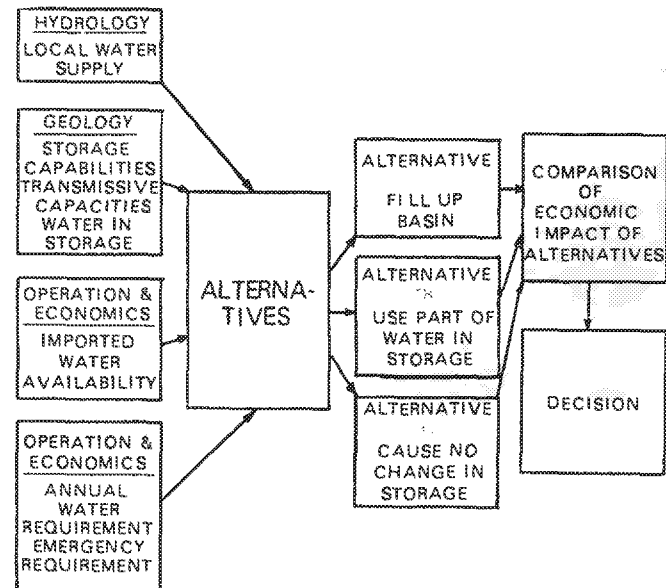 HYDROLOGY
LOCAL WATER
SUPPLY
GEOLOGY
STORAGE
CAPABILITIES
TRANSMISSIVE
CAPACITIES
WATER IN
STORAGE
OPERATION &
ECONOMICS
IMPORTED
WATER
AVAILABILITY
OPERATION &
ECONOMICS
ANNUAL
WATER
REQUIREMENT
EMERGENCY
REQUIREMENT
ALTERNA-
TIVES
ALTERNATIVE
FILL UP
BASIN
ALTERNATIVE
USE PART OF
WATER IN
STORAGE
ALTERNATIVE
CAUSE NO
CHANGE IN
STORAGE
COMPARISON
OF
ECONOMIC
IMPACT OF
ALTERNATIVES
DECISION